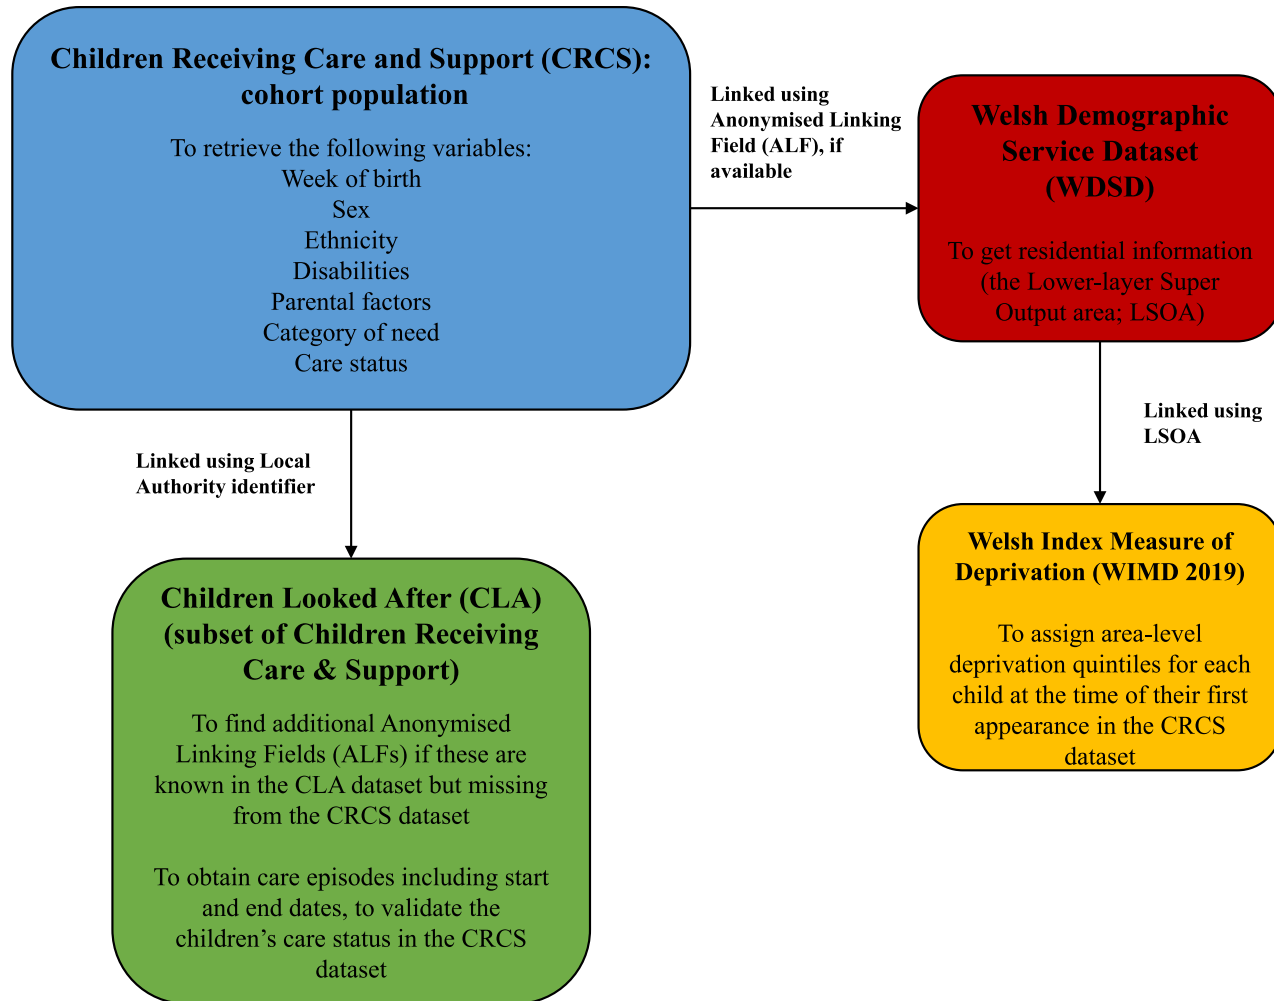 Children Receiving Care and Support (CRCS):
cohort population
To retrieve the following variables:
Week of birth
Sex
Ethnicity
Disabilities
Parental factors
Category of need
Care status
Linked using
Anonymised Linking
Field (ALF), if
available
Welsh Demographic
Service Dataset
(WDSD)
To get residential information
(the Lower-layer Super
Output area; LSOA)
Linked using Local
Authority identifier
Linked using
LSOA
Children Looked After (CLA)
(subset of Children Receiving
Care & Support)
To find additional Anonymised
Linking Fields (ALFs) if these are
known in the CLA dataset but missing
from the CRCS dataset
To obtain care episodes including start
and end dates, to validate the
children’s care status in the CRCS
dataset
Welsh Index Measure of
Deprivation (WIMD 2019)
To assign area-level
deprivation quintiles for each
child at the time of their first
appearance in the CRCS
dataset